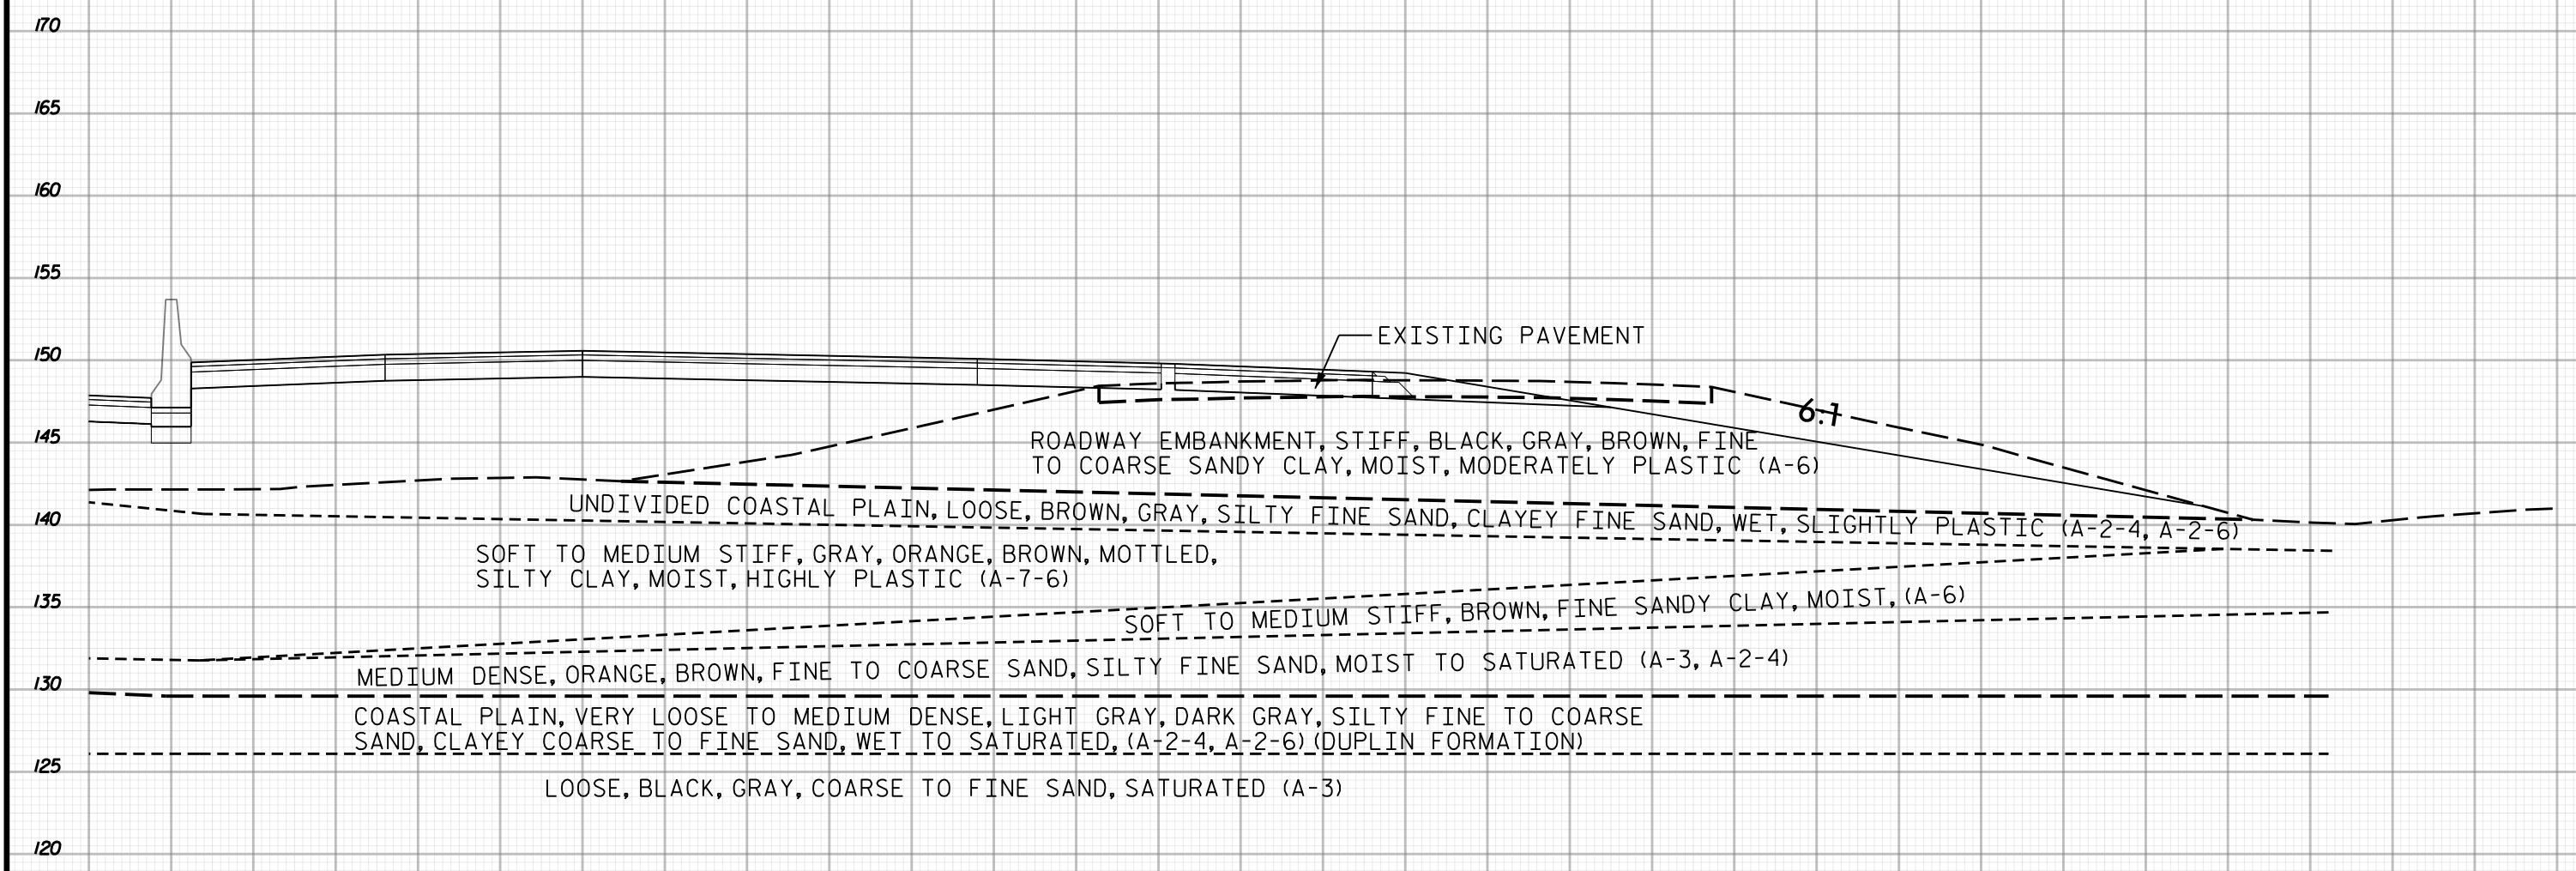 170
165
160
155
150
EXISTING PAVEMENT
6:1
145
ROADWAY EMBANKMENT, STIFF, BLACK, GRAY, BROWN, FINE
TO COARSE SANDY CLAY, MOIST, MODERATELY PLASTIC (A-6)
UNDIVIDED COASTAL PLAIN, LOOSE, BROWN, GRAY, SILTY FINE SAND, CLAYEY FINE SAND, WET, SLIGHTLY PLASTIC (A-2-4, A-2-6)
140
SOFT TO MEDIUM STIFF, GRAY, ORANGE, BROWN, MOTTLED,
SILTY CLAY, MOIST, HIGHLY PLASTIC (A-7-6)
135
SOFT TO MEDIUM STIFF, BROWN, FINE SANDY CLAY, MOIST, (A-6)
MEDIUM DENSE, ORANGE, BROWN, FINE TO COARSE SAND, SILTY FINE SAND, MOIST TO SATURATED (A-3, A-2-4)
130
COASTAL PLAIN, VERY LOOSE TO MEDIUM DENSE, LIGHT GRAY, DARK GRAY, SILTY FINE TO COARSE
SAND, CLAYEY COARSE TO FINE SAND, WET TO SATURATED, (A-2-4, A-2-6) (DUPLIN FORMATION)
125
LOOSE, BLACK, GRAY, COARSE TO FINE SAND, SATURATED (A-3)
120